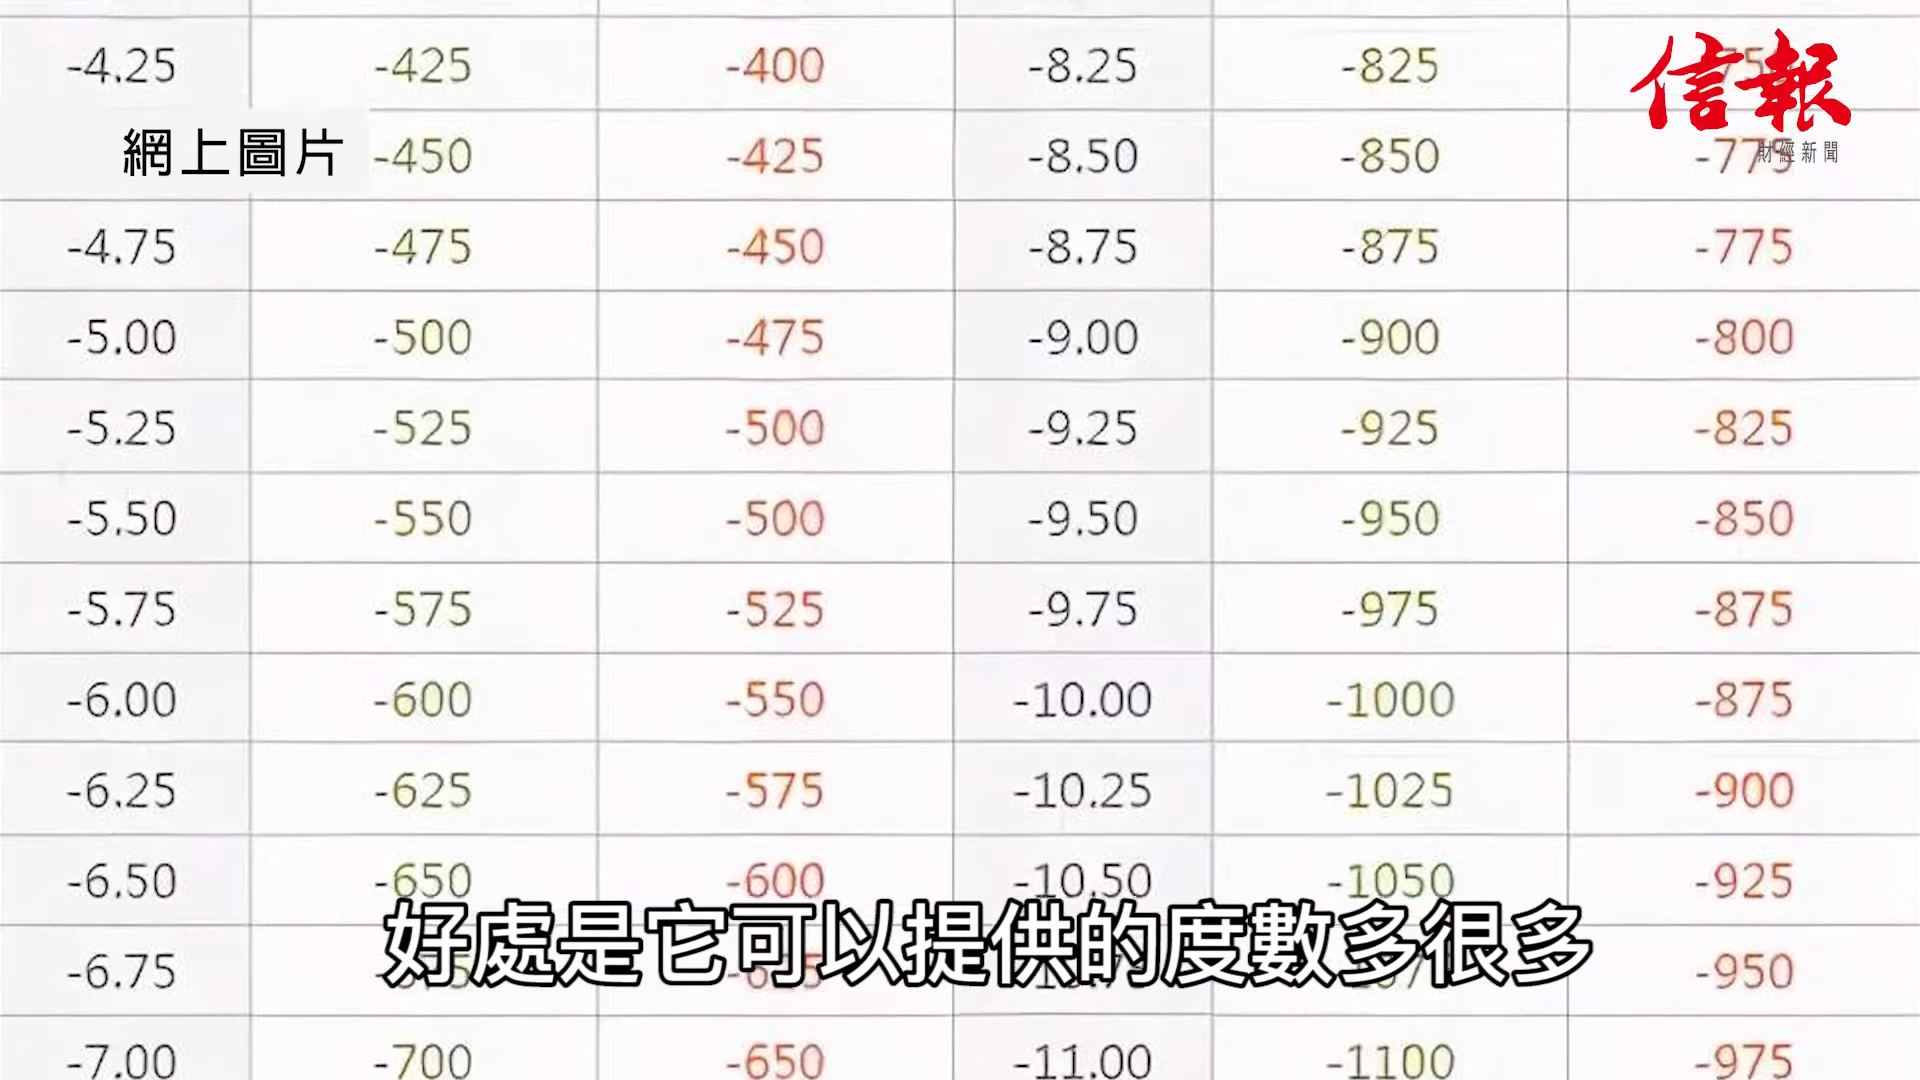 -4.25 -425 -400 -8.25 -825
信報
財經新聞
網上圖片
-450 -425 -8.50 -850
-4.75 -475 -450 -8.75 -875 -775
-5.00 -500 -475 -9.00 -900 -800
-5.25 -525 -500 -9.25 -925 -825
-5.50 -550 -500 -9.50 -950 -850
-5.75 -575 -525 -9.75 -975 -875
-6.00 -600 -550 -10.00 -1000 -875
-6.25 -625 -575 -10.25 -1025 -900
-6.50 -650 -600 -10.50 -1050 -925
好處是它可以提供的度數多很多
-6.75 -950
-7.00 -700 -650 -11.00 -1100 -975